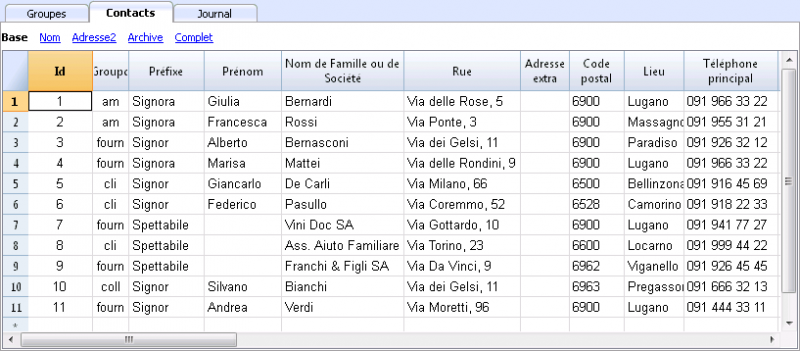 Groupes Contacts Journal
Base Nom Adresse2 Archive Complet
Id Groupe Préfixe Prénom Nom de Famille ou de Société Rue Adresse extra Code postal Lieu Téléphone principal
1 1 am Signora Giulia Bernardi Via delle Rose, 5 6900 Lugano 091 966 33 22
2 2 am Signora Francesca Rossi Via Ponte, 3 6900 Massagno 091 955 31 21
3 3 fourn Signor Alberto Bernasconi Via dei Gelsi, 11 6900 Paradiso 091 926 32 12
4 4 fourn Signora Marisa Mattei Via delle Rondini, 9 6900 Lugano 091 966 33 22
5 5 cli Signor Giancarlo De Carli Via Milano, 66 6500 Bellinzona 091 916 45 69
6 6 cli Signor Federico Pasullo Via Coremmo, 52 6528 Camorino 091 918 22 33
7 7 fourn Spettabile Vini Doc SA Via Gottardo, 10 6900 Lugano 091 941 77 27
8 8 cli Spettabile Ass. Aiuto Familiare Via Torino, 23 6600 Locarno 091 999 44 22
9 9 fourn Spettabile Franchi & Figli SA Via Da Vinci, 9 6962 Viganello 091 926 45 45
10 10 coll Signor Silvano Bianchi Via dei Gelsi, 11 6963 Pregasson 091 666 32 13
11 11 fourn Signor Andrea Verdi Via Moretti, 96 6900 Lugano 091 444 33 11
*